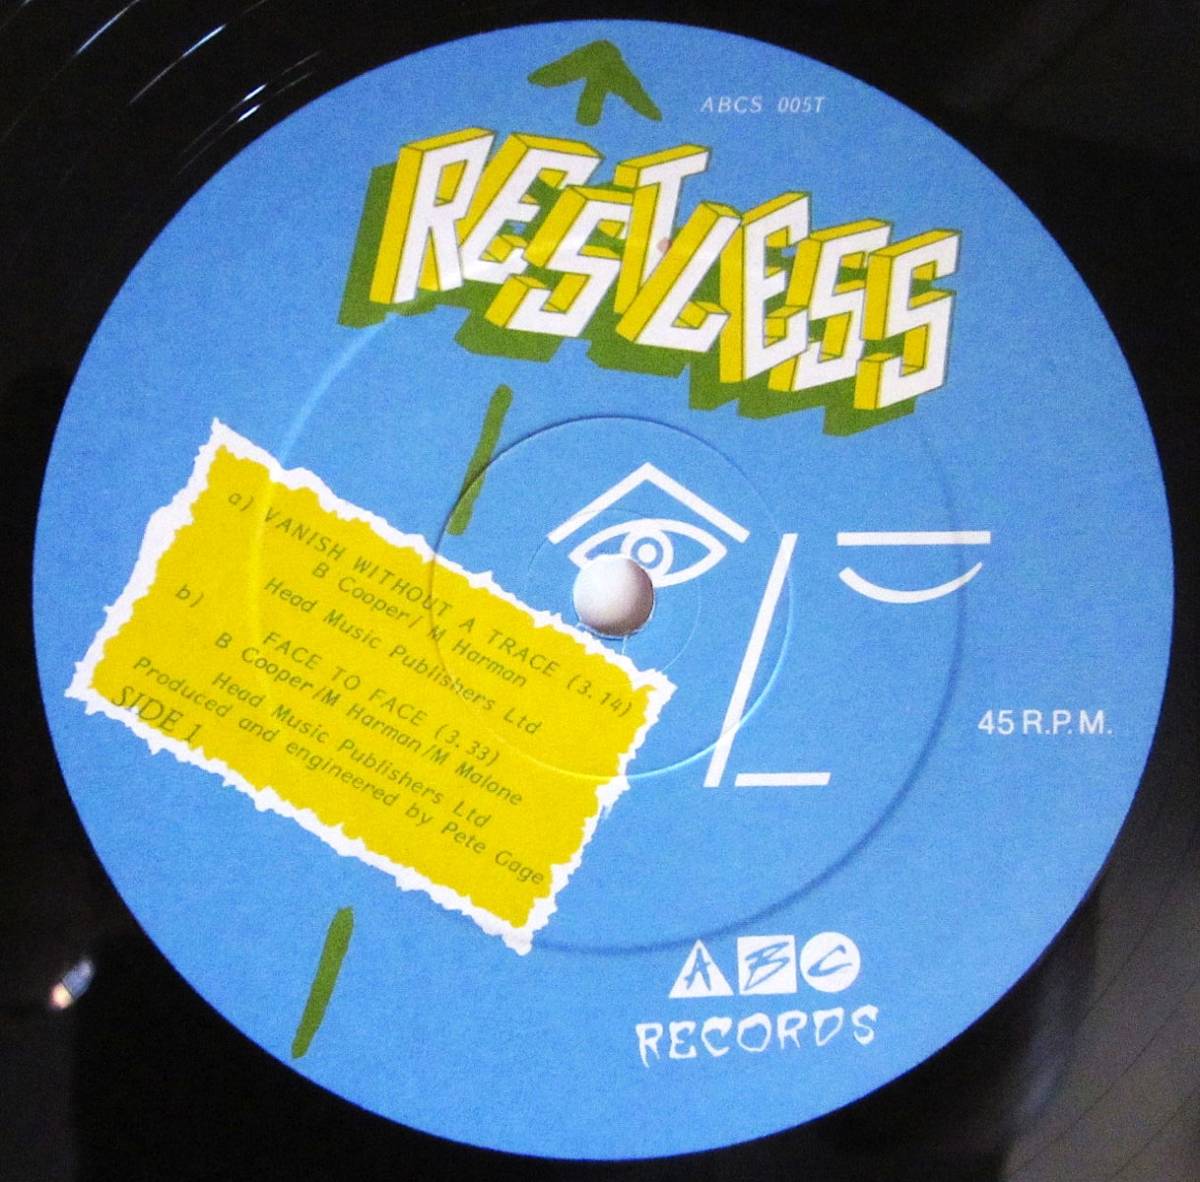 ABCS 005T
RESTLESS
a) VANISH WITHOUT A TRACE (3.14)
B Cooper/ M Harman
Head Music Publishers Ltd
b) FACE TO FACE (3.33)
B Cooper/M Harman/M Malone
Head Music Publishers Ltd
Produced and engineered by Pete Gage
SIDE 1
45 R.P.M.
A B C
RECORDS